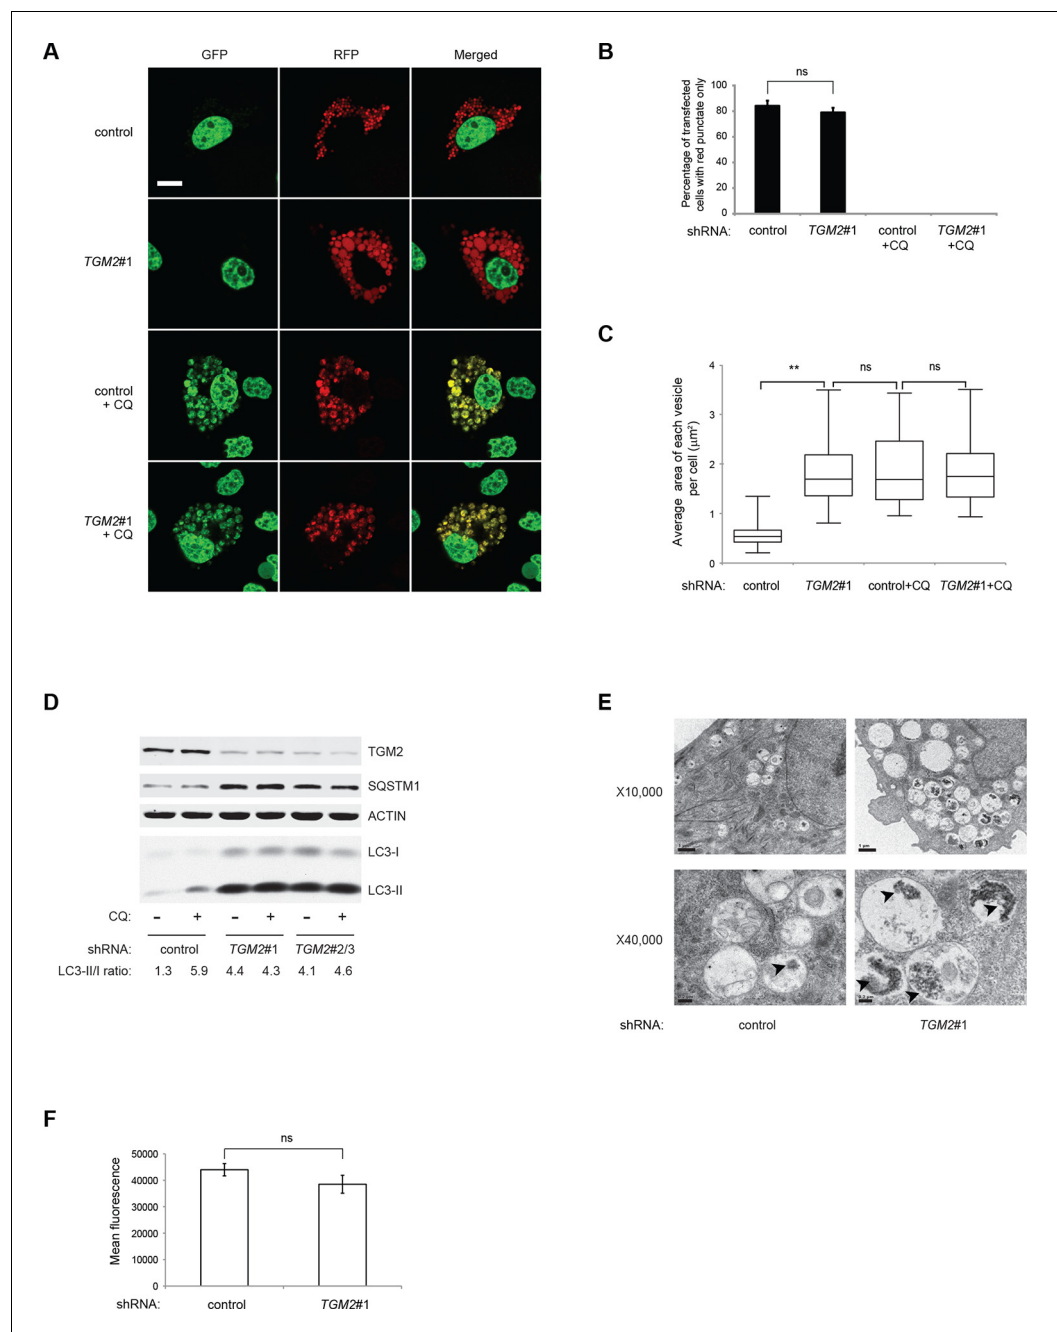 A
GFP
RFP
Merged
control
TGM2#1
control
+ CQ
TGM2#1
+ CQ
B
Percentage of transfected
cells with red punctate only
100
80
60
40
20
0
ns
shRNA:
control
TGM2#1
control
+CQ
TGM2#1
+CQ
C
Average area of each vesicle
per cell (µm²)
4
3
2
1
0
**
ns
ns
shRNA:
control
TGM2#1
control+CQ
TGM2#1+CQ
D
TGM2
SQSTM1
ACTIN
LC3-I
LC3-II
CQ: – + – + – +
shRNA: control TGM2#1 TGM2#2/3
LC3-II/I ratio: 1.3 5.9 4.4 4.3 4.1 4.6
E
X10,000
1 µm
X40,000
0.2 µm
shRNA:
control
TGM2#1
F
Mean fluorescence
50000
40000
30000
20000
10000
0
ns
shRNA:
control
TGM2#1